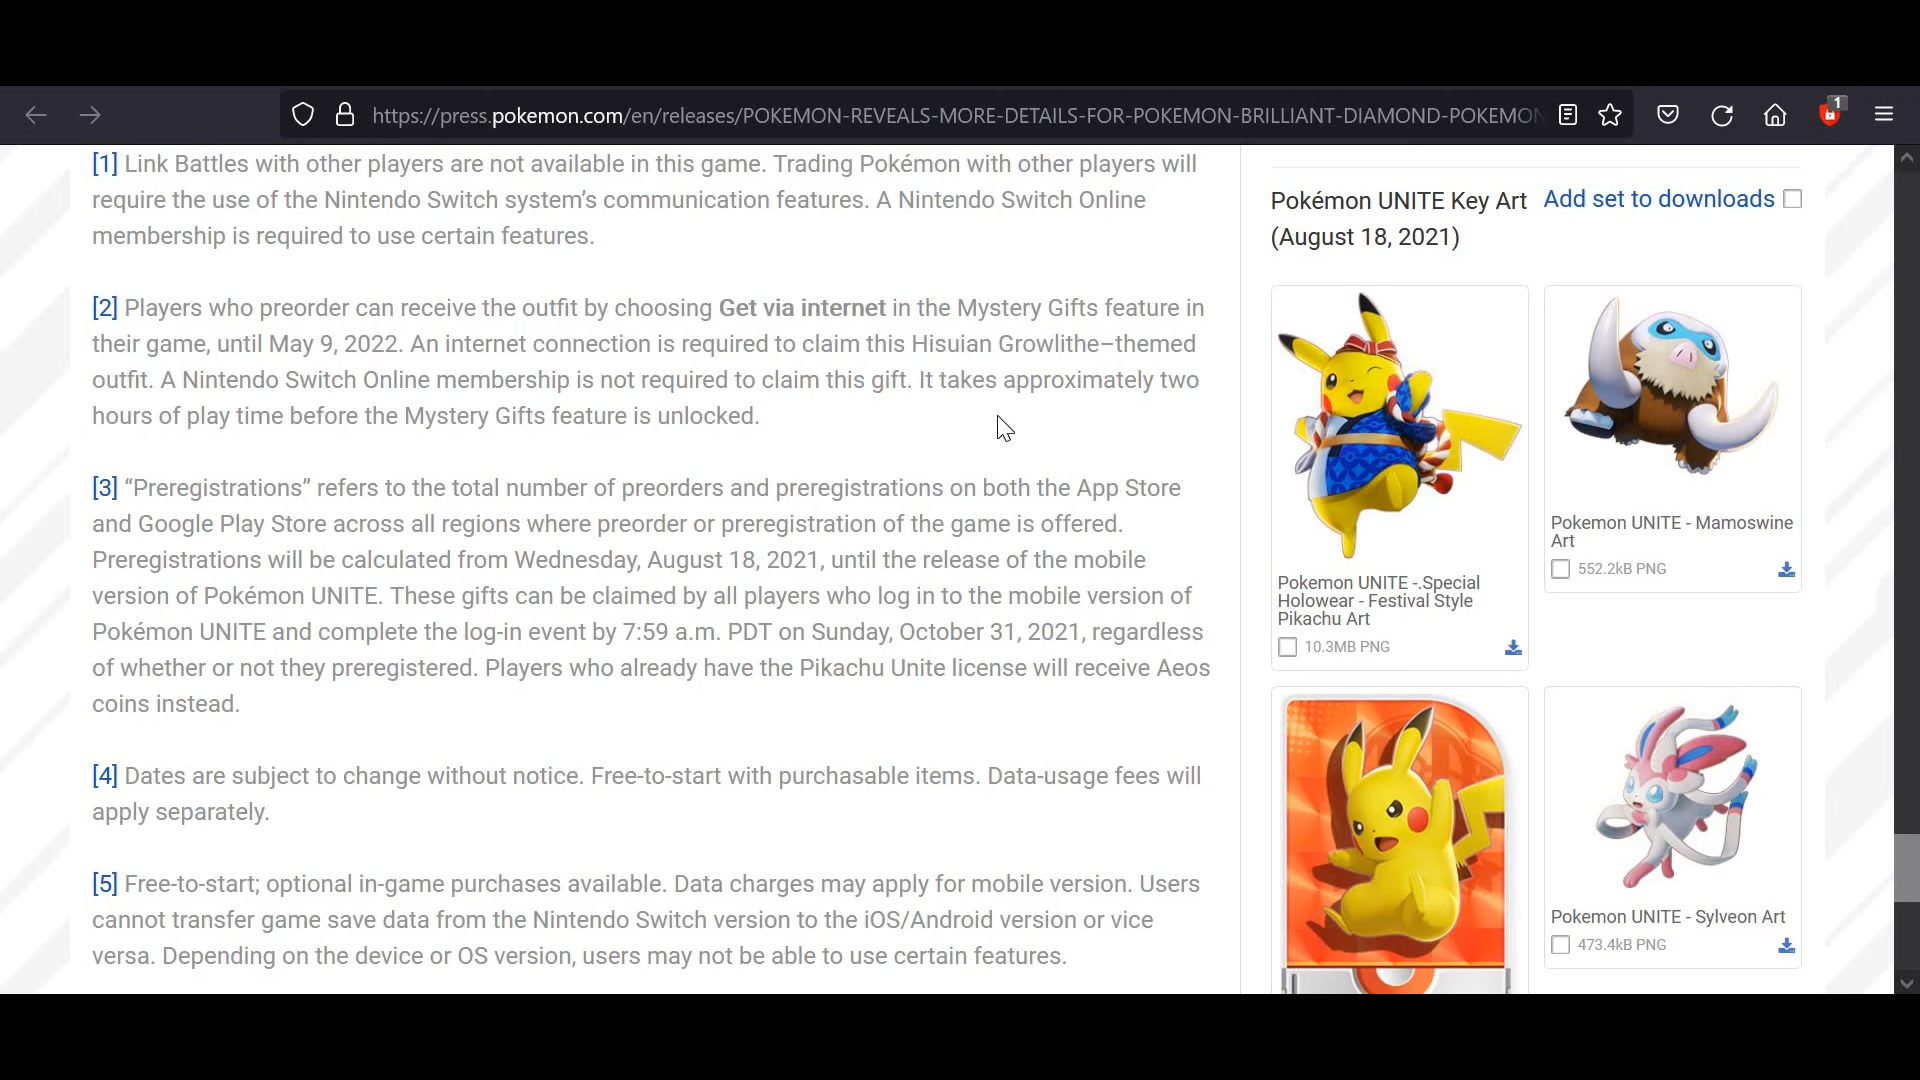 https://press.pokemon.com/en/releases/POKEMON-REVEALS-MORE-DETAILS-FOR-POKEMON-BRILLIANT-DIAMOND-POKEMON
1
[1] Link Battles with other players are not available in this game. Trading Pokémon with other players will
require the use of the Nintendo Switch system’s communication features. A Nintendo Switch Online
membership is required to use certain features.
[2] Players who preorder can receive the outfit by choosing Get via internet in the Mystery Gifts feature in
their game, until May 9, 2022. An internet connection is required to claim this Hisuian Growlithe–themed
outfit. A Nintendo Switch Online membership is not required to claim this gift. It takes approximately two
hours of play time before the Mystery Gifts feature is unlocked.
[3] “Preregistrations” refers to the total number of preorders and preregistrations on both the App Store
and Google Play Store across all regions where preorder or preregistration of the game is offered.
Preregistrations will be calculated from Wednesday, August 18, 2021, until the release of the mobile
version of Pokémon UNITE. These gifts can be claimed by all players who log in to the mobile version of
Pokémon UNITE and complete the log-in event by 7:59 a.m. PDT on Sunday, October 31, 2021, regardless
of whether or not they preregistered. Players who already have the Pikachu Unite license will receive Aeos
coins instead.
[4] Dates are subject to change without notice. Free-to-start with purchasable items. Data-usage fees will
apply separately.
[5] Free-to-start; optional in-game purchases available. Data charges may apply for mobile version. Users
cannot transfer game save data from the Nintendo Switch version to the iOS/Android version or vice
versa. Depending on the device or OS version, users may not be able to use certain features.
Pokémon UNITE Key Art
(August 18, 2021)
Add set to downloads
Pokemon UNITE -.Special
Holowear - Festival Style
Pikachu Art
10.3MB PNG
Pokemon UNITE - Mamoswine
Art
552.2kB PNG
Pokemon UNITE - Sylveon Art
473.4kB PNG